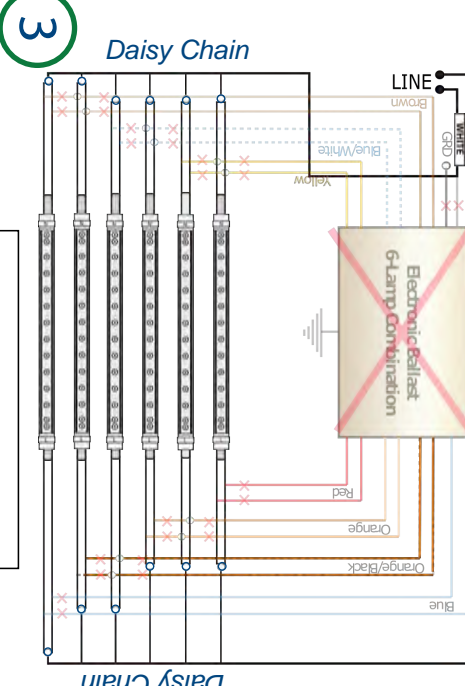 3
Daisy Chain
LINE
Brown
WHITE
GRD
Blue/White
Yellow
Electronic Ballast
6-Lamp Combination
Red
Orange
Orange/Black
Blue
Daisy Chain